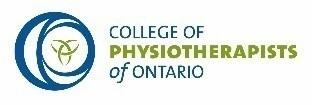 COLLEGE OF
PHYSIOTHERAPISTS
of ONTARIO